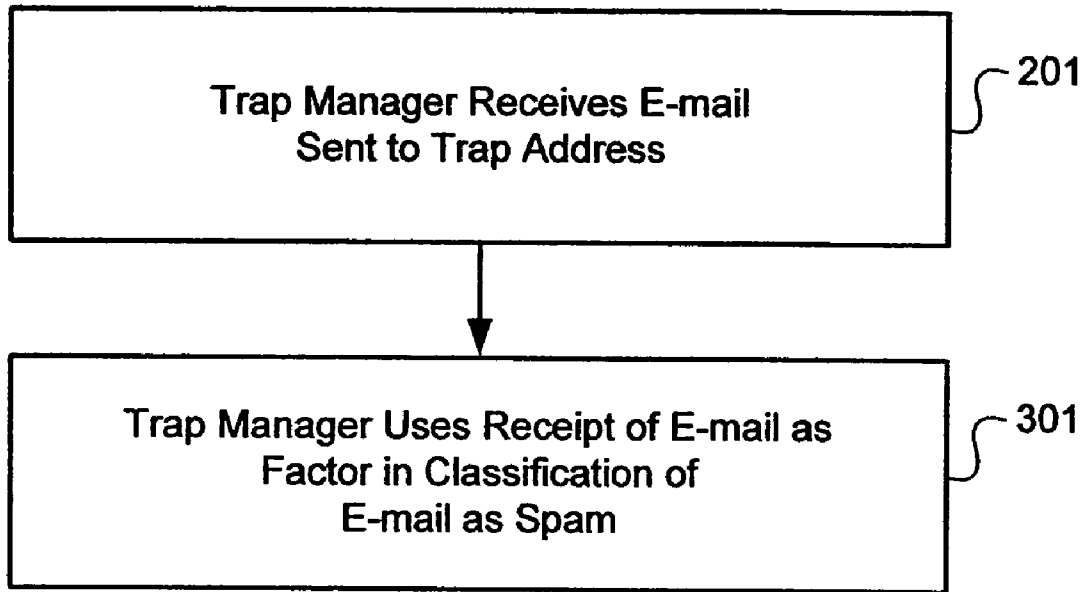 Trap Manager Receives E-mail
Sent to Trap Address
201
Trap Manager Uses Receipt of E-mail as
Factor in Classification of
E-mail as Spam
301